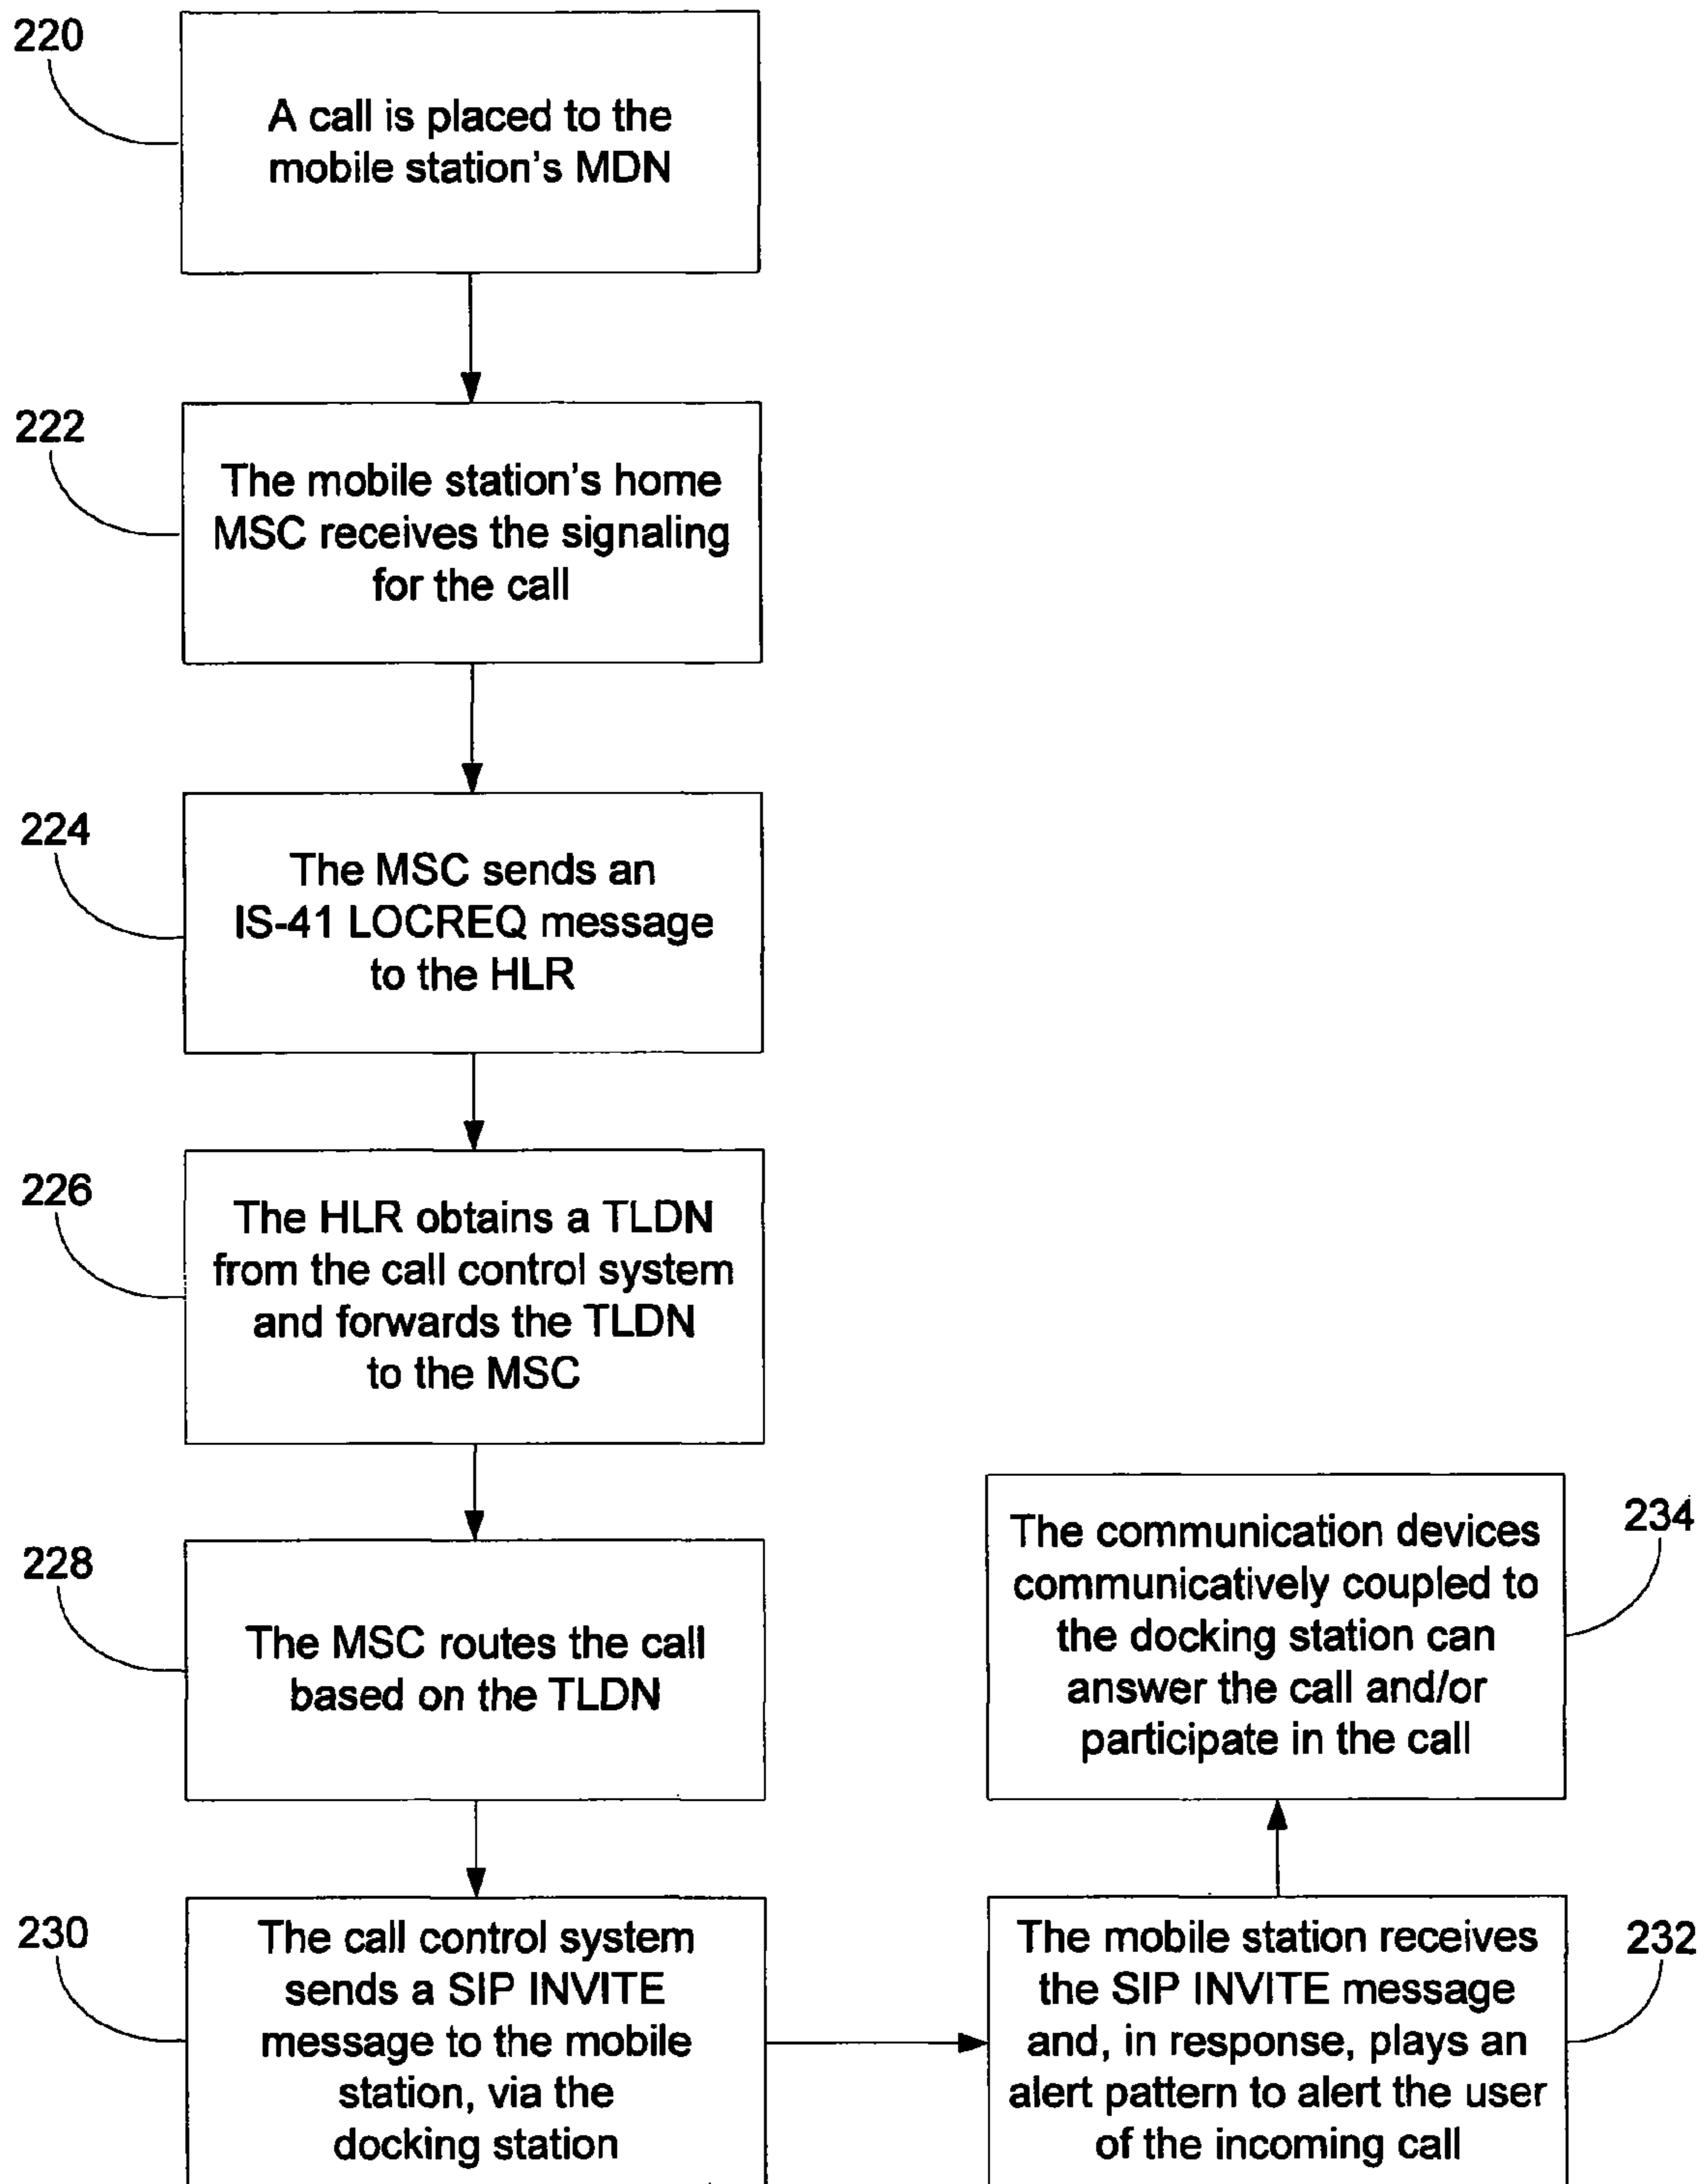 220
A call is placed to the
mobile station's MDN
222
The mobile station's home
MSC receives the signaling
for the call
224
The MSC sends an
IS-41 LOCREQ message
to the HLR
226
The HLR obtains a TLDN
from the call control system
and forwards the TLDN
to the MSC
228
The MSC routes the call
based on the TLDN
230
The call control system
sends a SIP INVITE
message to the mobile
station, via the
docking station
232
The mobile station receives
the SIP INVITE message
and, in response, plays an
alert pattern to alert the user
of the incoming call
234
The communication devices
communicatively coupled to
the docking station can
answer the call and/or
participate in the call